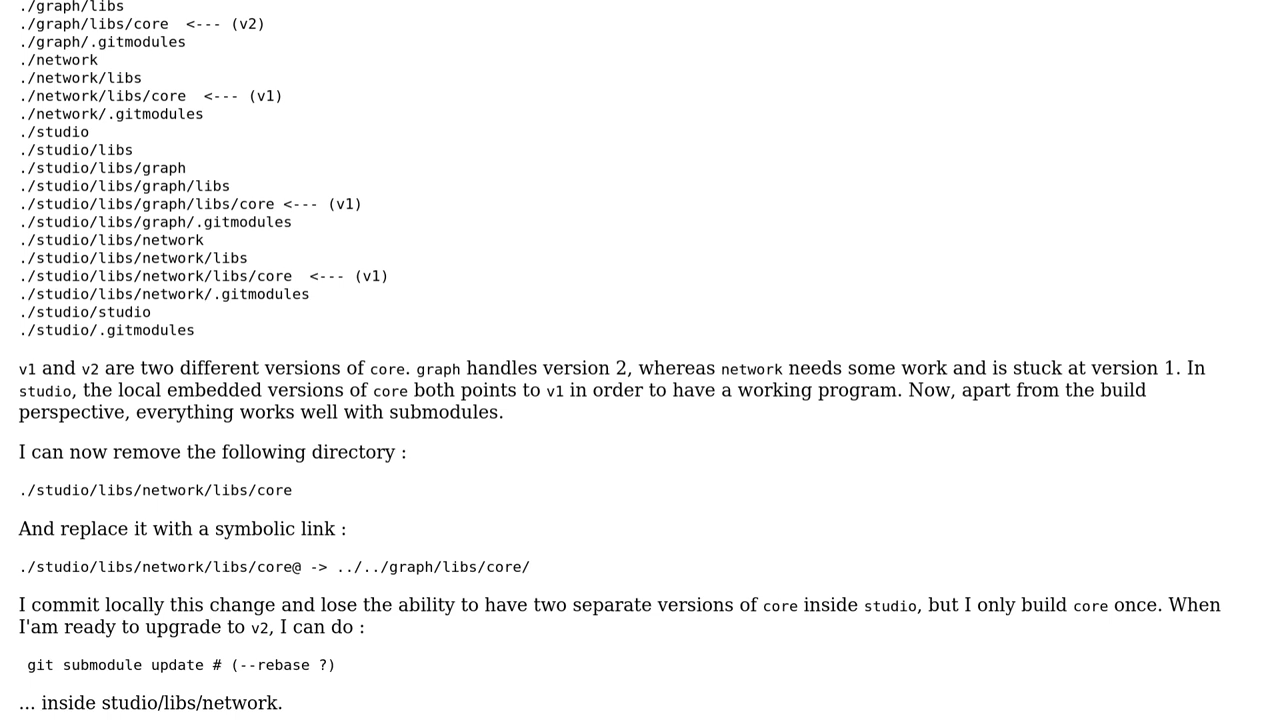 ./graph/libs
./graph/libs/core  <--- (v2)
./graph/.gitmodules
./network
./network/libs
./network/libs/core  <--- (v1)
./network/.gitmodules
./studio
./studio/libs
./studio/libs/graph
./studio/libs/graph/libs
./studio/libs/graph/libs/core <--- (v1)
./studio/libs/graph/.gitmodules
./studio/libs/network
./studio/libs/network/libs
./studio/libs/network/libs/core  <--- (v1)
./studio/libs/network/.gitmodules
./studio/studio
./studio/.gitmodules
v1 and v2 are two different versions of core. graph handles version 2, whereas network needs some work and is stuck at version 1. In
studio, the local embedded versions of core both points to v1 in order to have a working program. Now, apart from the build
perspective, everything works well with submodules.
I can now remove the following directory :
./studio/libs/network/libs/core
And replace it with a symbolic link :
./studio/libs/network/libs/core@ -> ../../graph/libs/core/
I commit locally this change and lose the ability to have two separate versions of core inside studio, but I only build core once. When
I'am ready to upgrade to v2, I can do :
git submodule update # (--rebase ?)
... inside studio/libs/network.